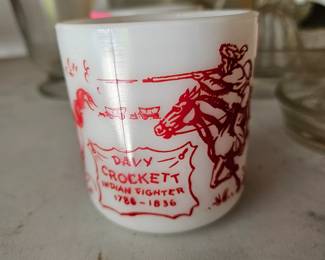 DAVY
CROCKETT
INDIAN FIGHTER
1786-1836